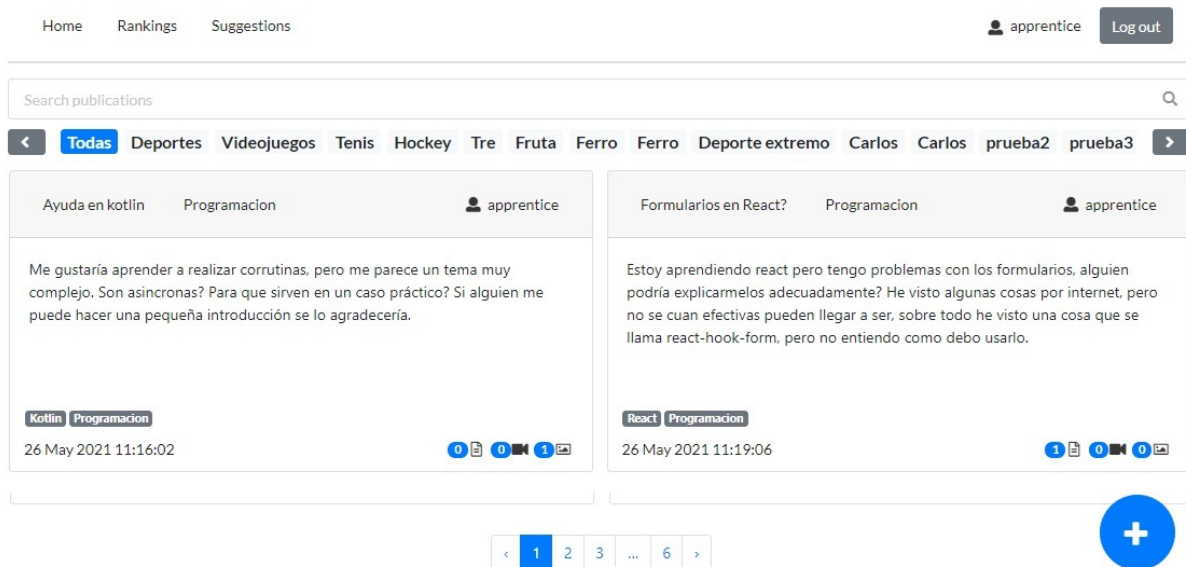 Home Rankings Suggestions apprentice Log out
Search publications
Todas Deportes Videojuegos Tenis Hockey Tre Fruta Ferro Ferro Deporte extremo Carlos Carlos prueba2 prueba3
Ayuda en kotlin Programacion apprentice
Me gustaría aprender a realizar corrutinas, pero me parece un tema muy
complejo. Son asincronas? Para que sirven en un caso práctico? Si alguien me
puede hacer una pequeña introducción se lo agradecería.
Kotlin Programacion
26 May 2021 11:16:02 0 0 1
Formularios en React? Programacion apprentice
Estoy aprendiendo react pero tengo problemas con los formularios, alguien
podría explicarmelos adecuadamente? He visto algunas cosas por internet, pero
no se cuan efectivas pueden llegar a ser, sobre todo he visto una cosa que se
llama react-hook-form, pero no entiendo como debo usarlo.
React Programacion
26 May 2021 11:19:06 1 0 0
‹ 1 2 3 ... 6 ›